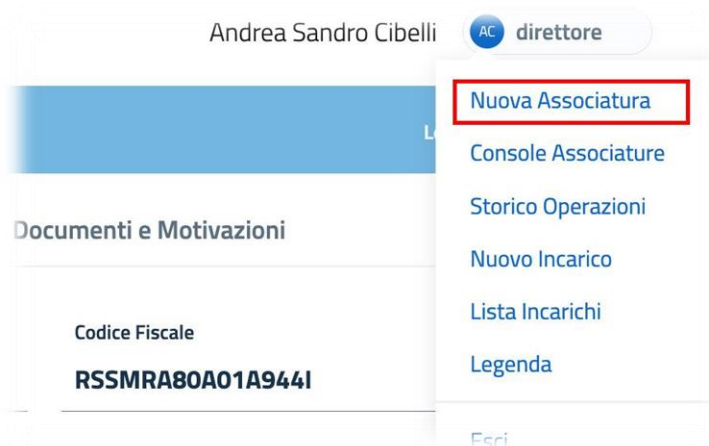 Andrea Sandro Cibelli AC direttore
Nuova Associatura
Console Associature
Storico Operazioni
Nuovo Incarico
Lista Incarichi
Legenda
Esci
Documenti e Motivazioni
Codice Fiscale
RSSMRA80A01A944I